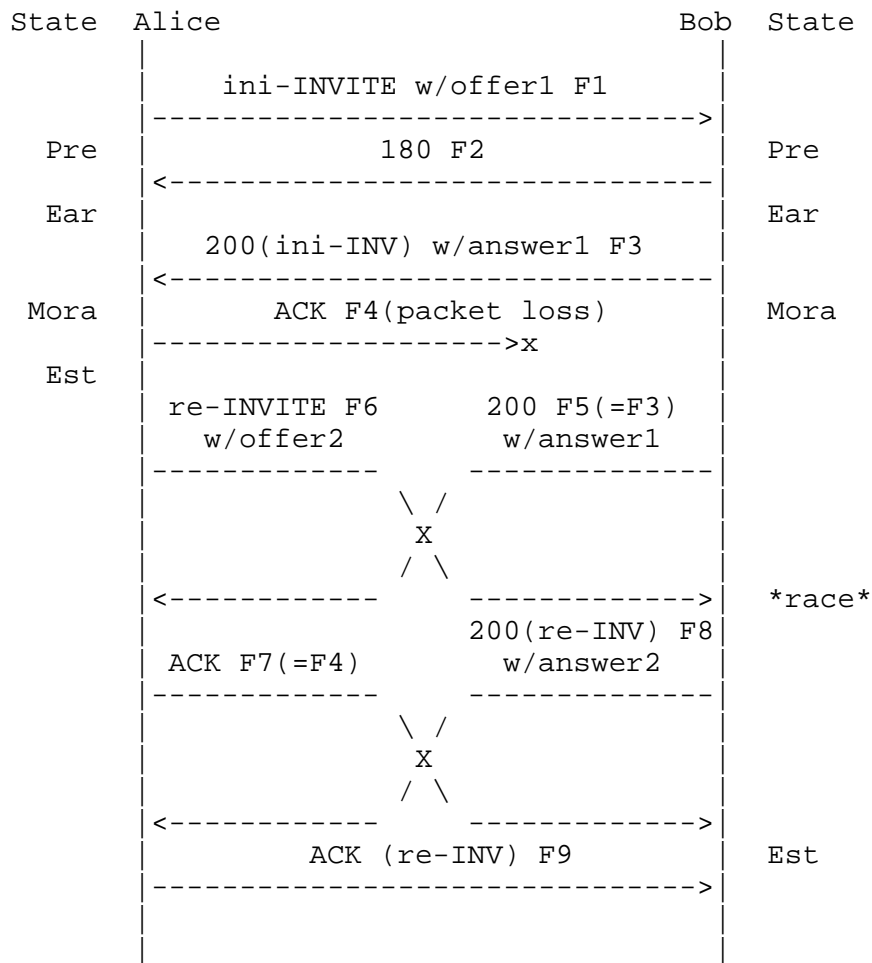 State Alice Bob State
ini-INVITE w/offer1 F1
Pre 180 F2 Pre
Ear Ear
200(ini-INV) w/answer1 F3
Mora ACK F4(packet loss) Mora
x
Est
re-INVITE F6 200 F5(=F3)
w/offer2 w/answer1
X
*race*
200(re-INV) F8
ACK F7(=F4) w/answer2
X
ACK (re-INV) F9 Est